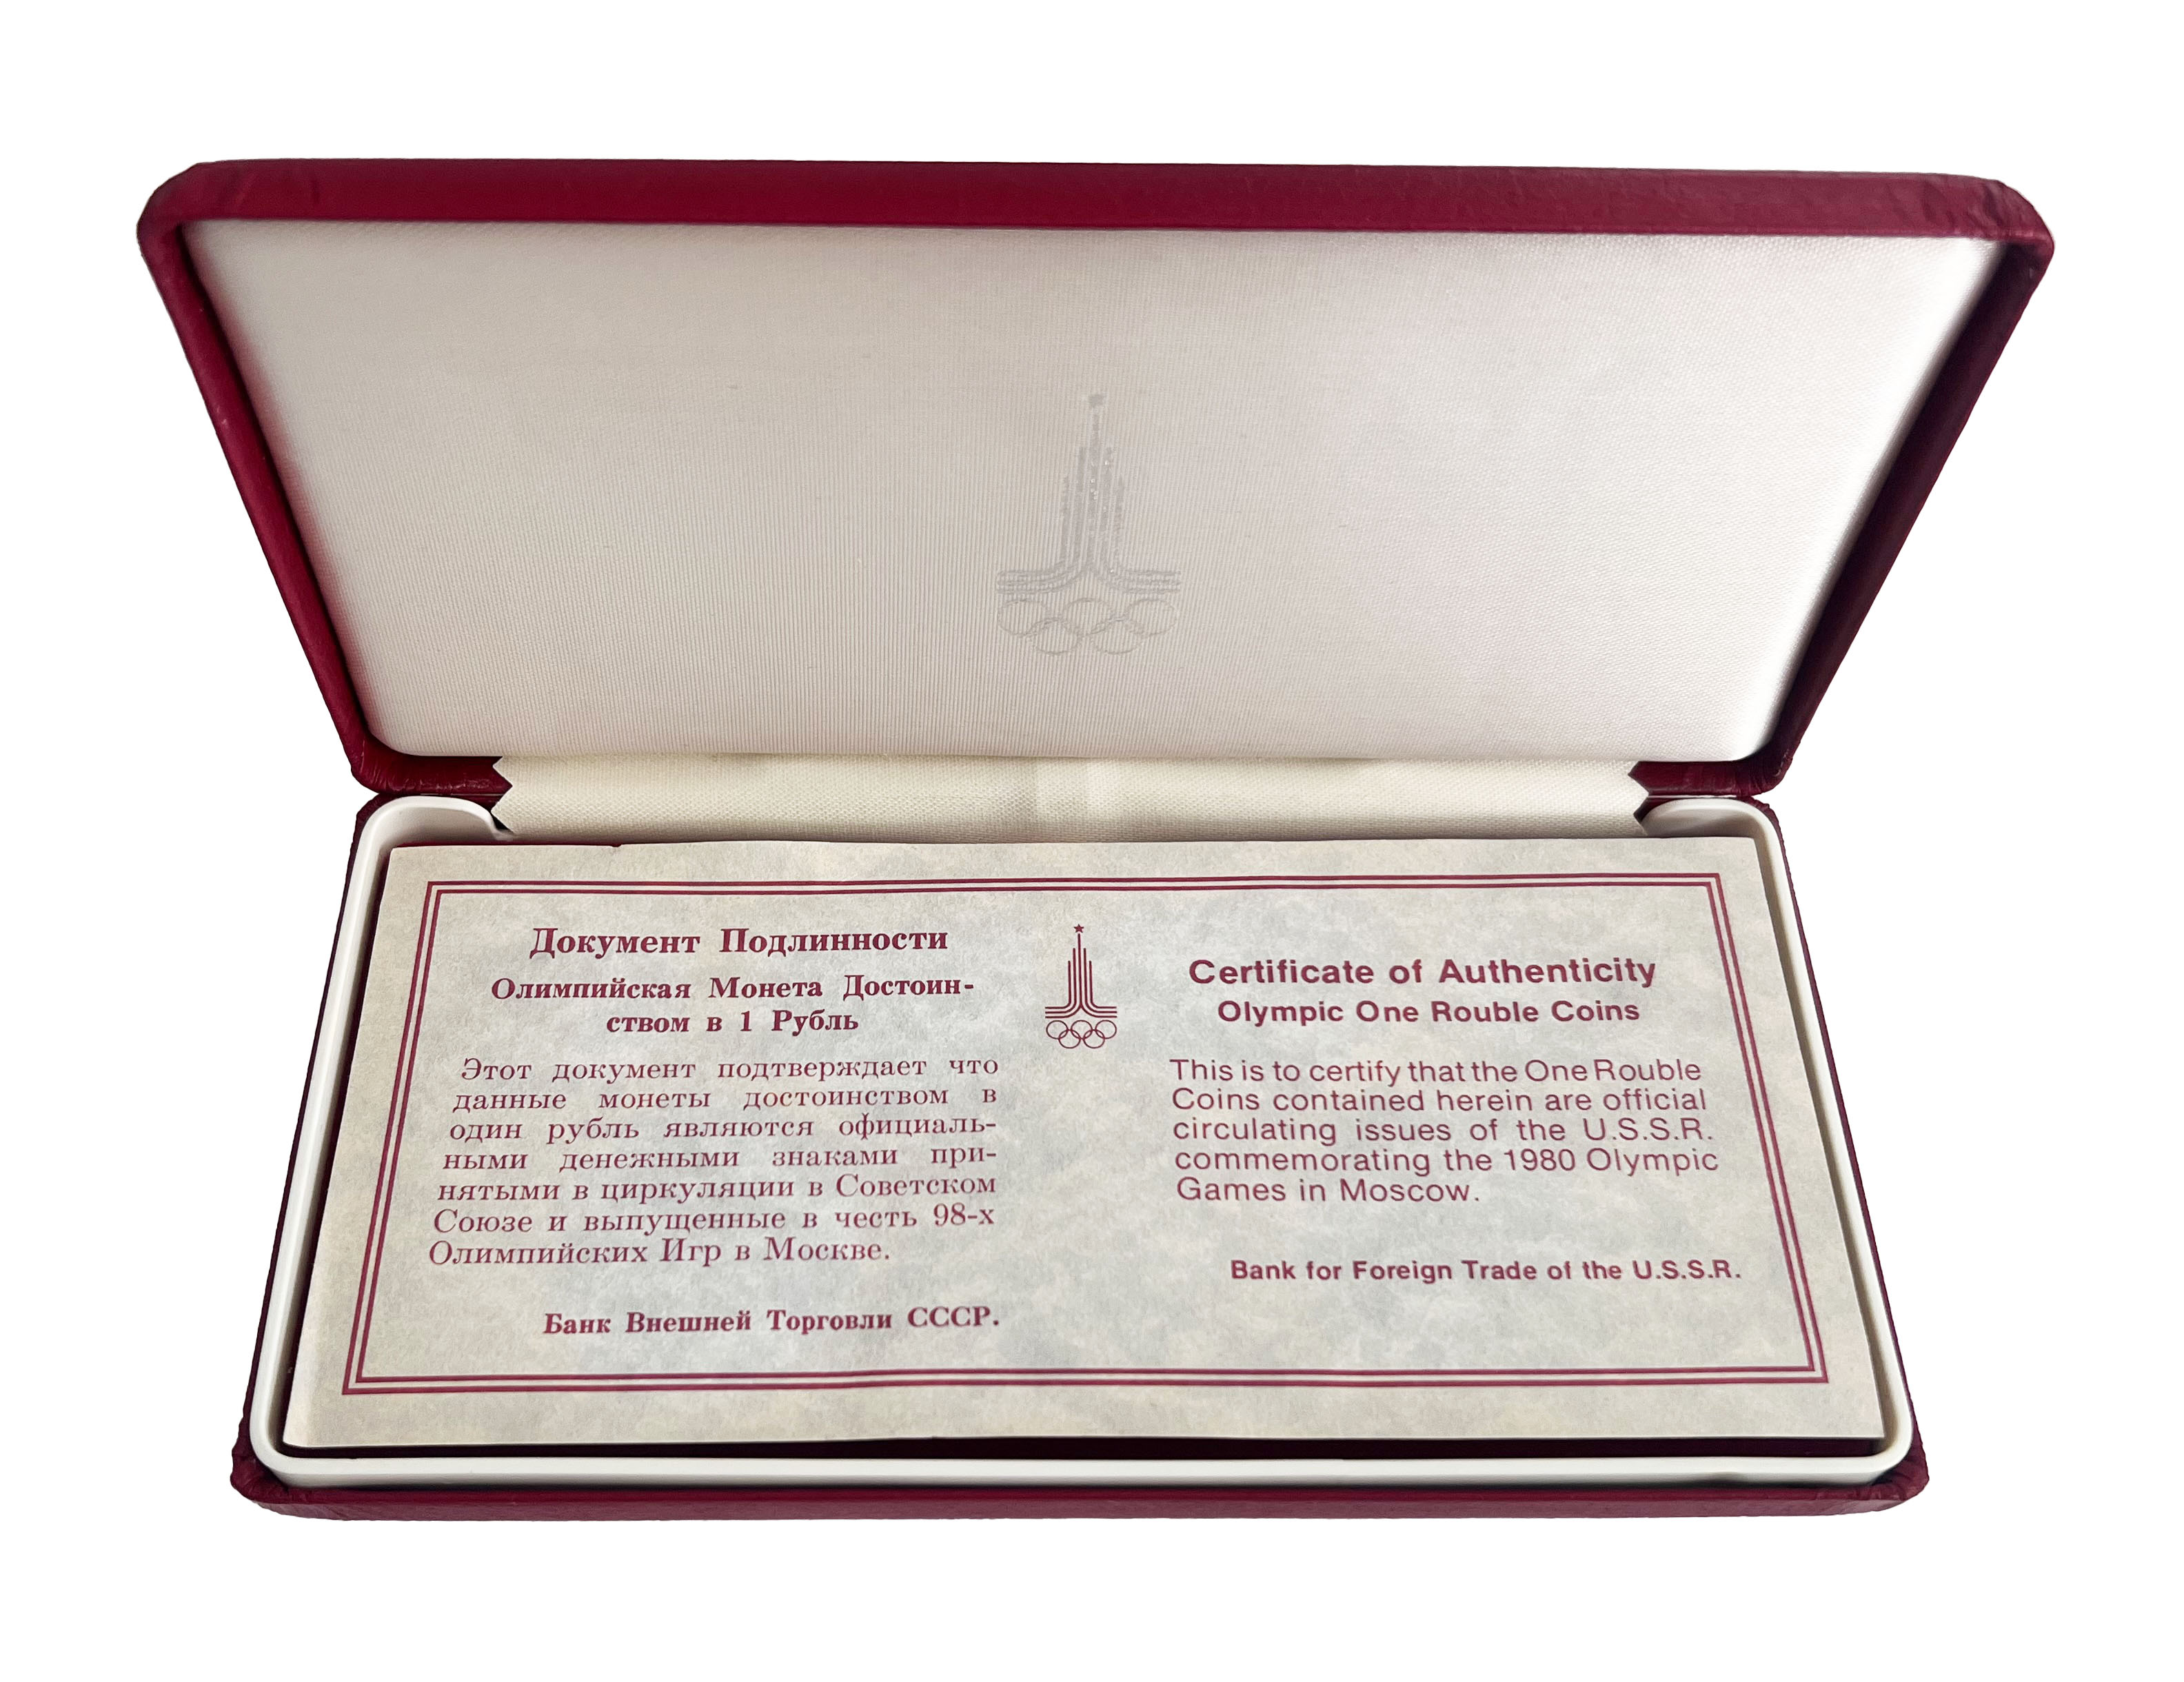 Документ Подлинности
Олимпийская Монета Достоин-
ством в 1 Рубль
Этот документ подтверждает что
данные монеты достоинством в
один рубль являются официаль-
ными денежными знаками при-
нятыми в циркуляции в Советском
Союзе и выпущенные в честь 98-х
Олимпийских Игр в Москве.
Банк Внешней Торговли СССР.
Certificate of Authenticity
Olympic One Rouble Coins
This is to certify that the One Rouble
Coins contained herein are official
circulating issues of the U.S.S.R.
commemorating the 1980 Olympic
Games in Moscow.
Bank for Foreign Trade of the U.S.S.R.